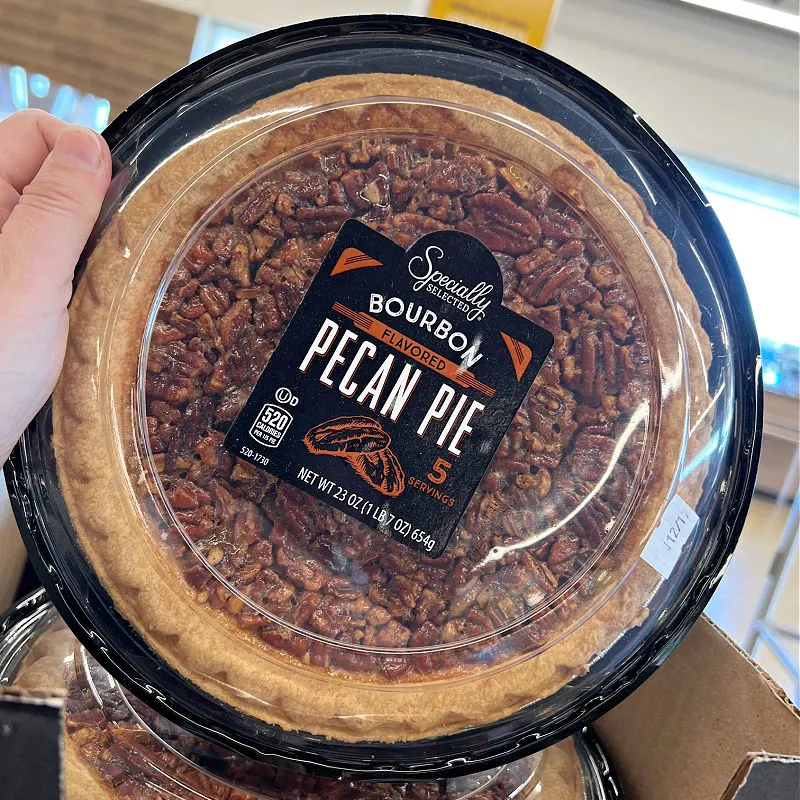 Specially
SELECTED
BOURBON
FLAVORED
PECAN PIE
UD
520
CALORIES
PER 1/5 PIE
520-1730
5
SERVINGS
NET WT 23 OZ (1 LB 7 OZ) 654g